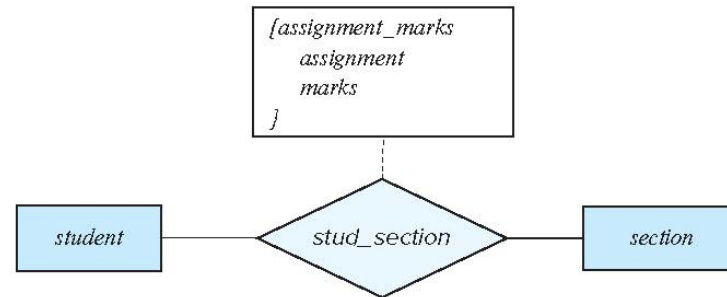 {assignment_marks
assignment
marks
}
student
stud_section
section